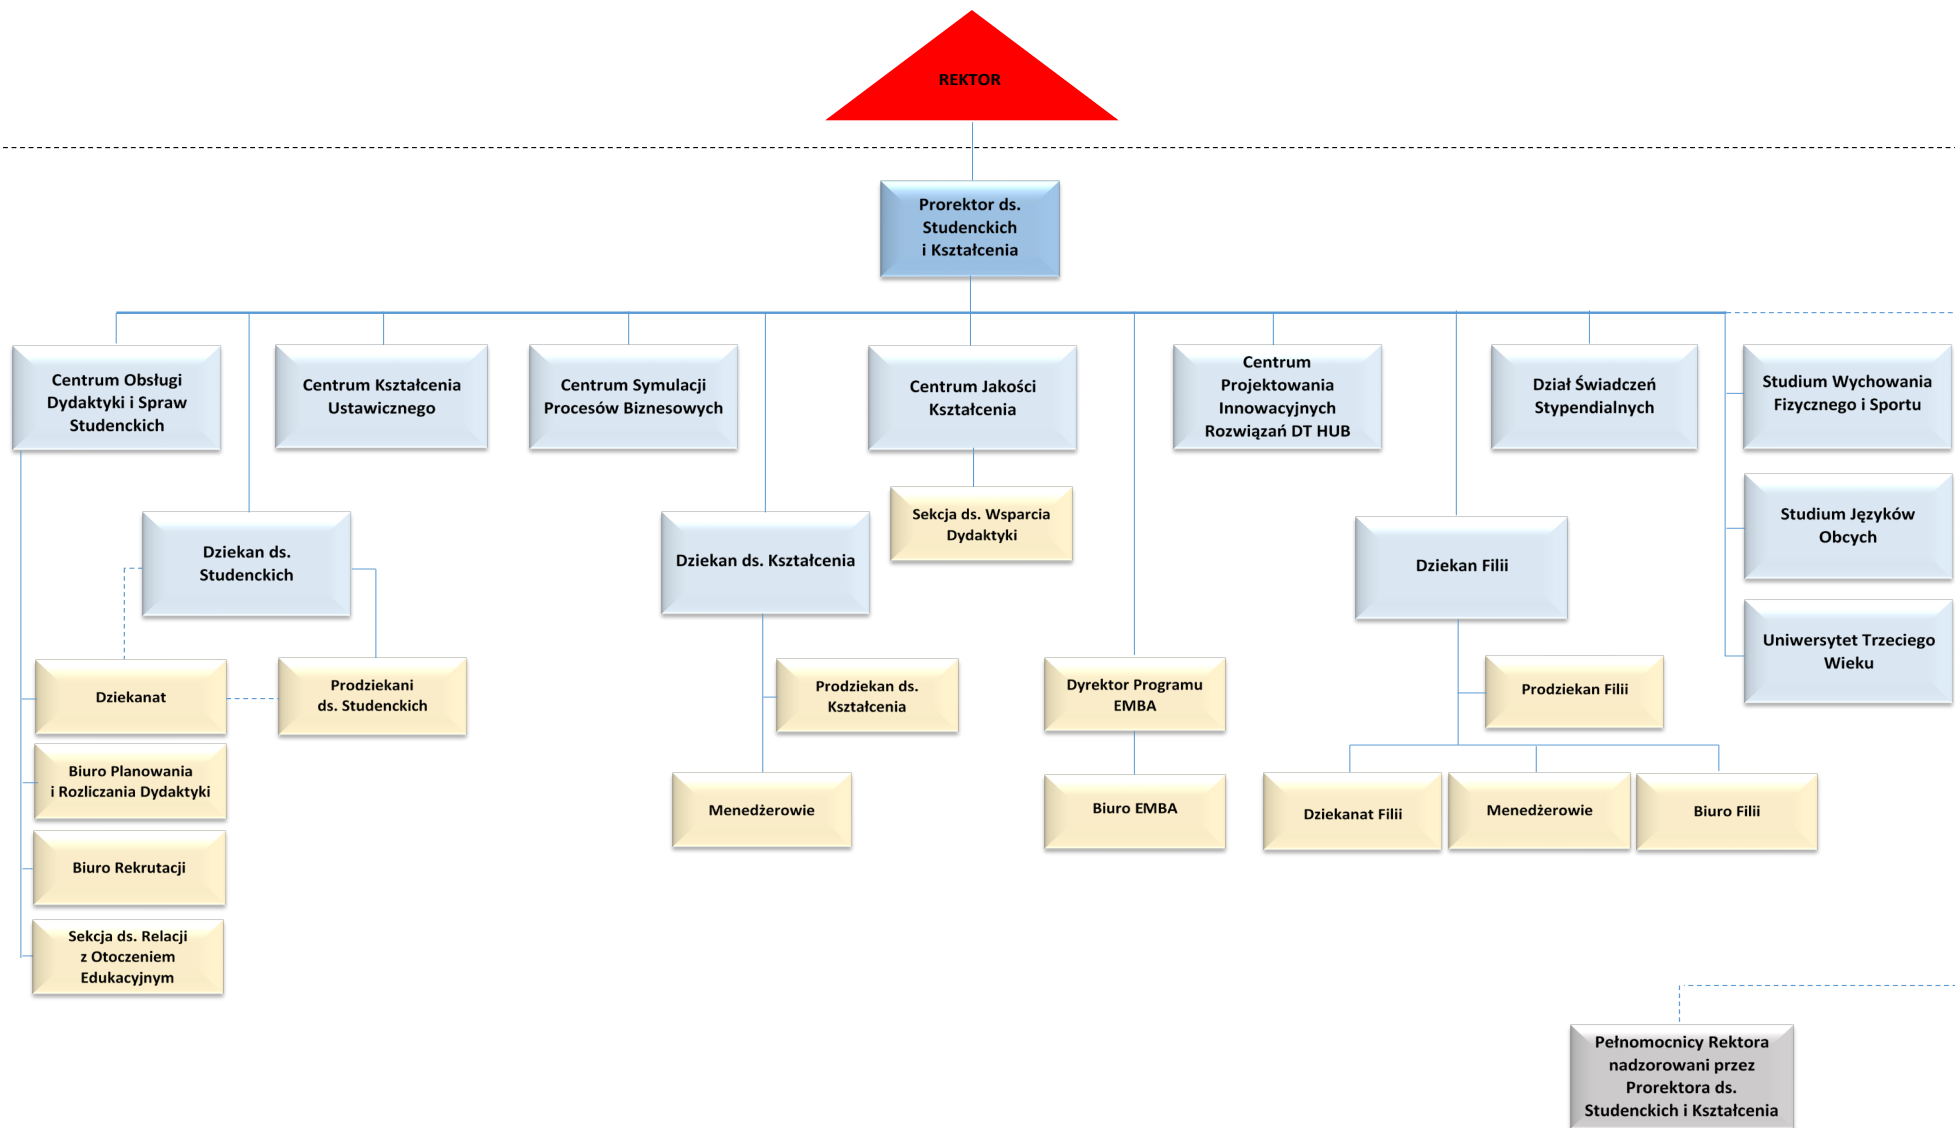 REKTOR
Prorektor ds.
Studenckich
i Kształcenia
Centrum Obsługi
Dydaktyki i Spraw
Studenckich
Centrum Kształcenia
Ustawicznego
Centrum Symulacji
Procesów Biznesowych
Centrum Jakości
Kształcenia
Centrum
Projektowania
Innowacyjnych
Rozwiązań DT HUB
Dział Świadczeń
Stypendialnych
Studium Wychowania
Fizycznego i Sportu
Sekcja ds. Wsparcia
Dydaktyki
Studium Języków
Obcych
Dziekan ds.
Studenckich
Dziekan ds. Kształcenia
Dziekan Filii
Uniwersytet Trzeciego
Wieku
Dziekanat
Prodziekani
ds. Studenckich
Prodziekan ds.
Kształcenia
Dyrektor Programu
EMBA
Prodziekan Filii
Biuro Planowania
i Rozliczania Dydaktyki
Menedżerowie
Biuro EMBA
Dziekanat Filii
Menedżerowie
Biuro Filii
Biuro Rekrutacji
Sekcja ds. Relacji
z Otoczeniem
Edukacyjnym
Pełnomocnicy Rektora
nadzorowani przez
Prorektora ds.
Studenckich i Kształcenia